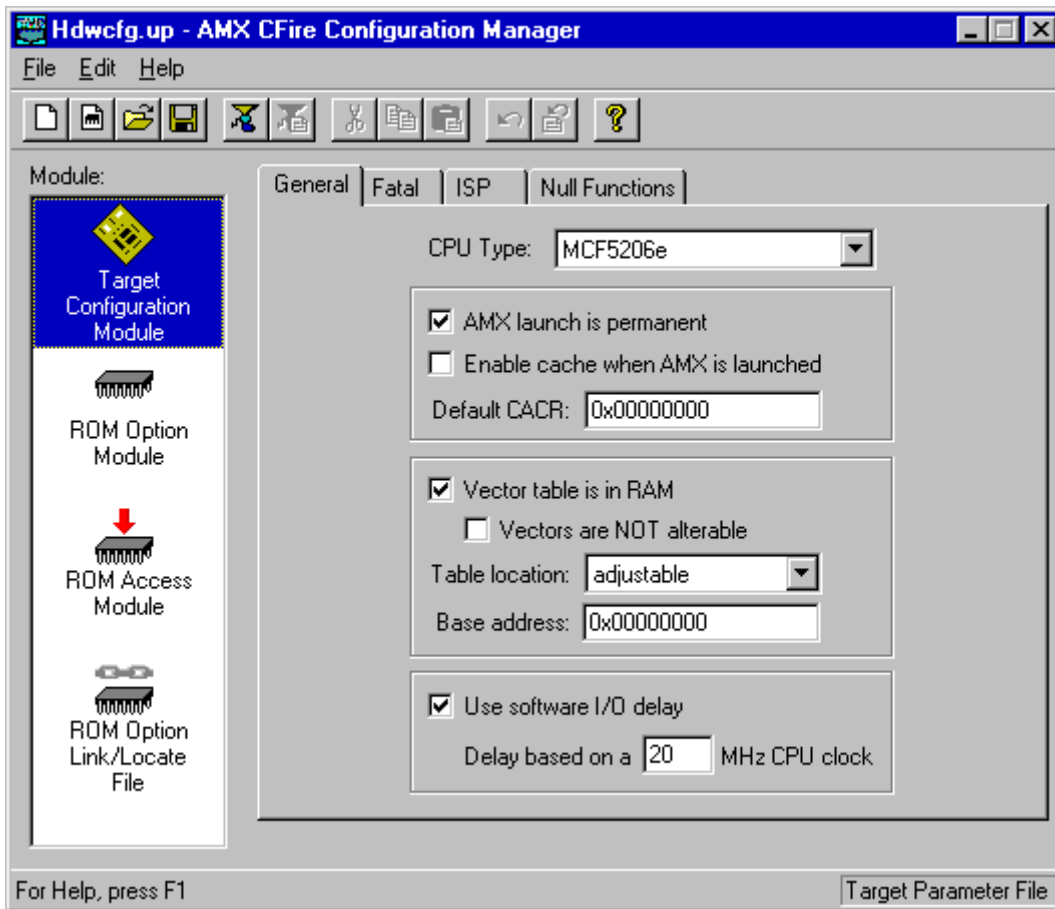 Hdwcfg.up - AMX CFire Configuration Manager
File Edit Help
Module:
Target
Configuration
Module
ROM Option
Module
ROM Access
Module
ROM Option
Link/Locate
File
General Fatal ISP Null Functions
CPU Type: MCF5206e
AMX launch is permanent
Enable cache when AMX is launched
Default CACR: 0x00000000
Vector table is in RAM
Vectors are NOT alterable
Table location: adjustable
Base address: 0x00000000
Use software I/O delay
Delay based on a 20 MHz CPU clock
For Help, press F1 Target Parameter File